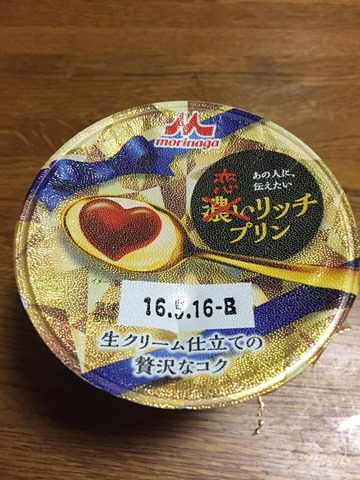 morinaga
あの人に、
伝えたい
恋
濃いリッチ
プリン
16.5.16-B
生クリーム仕立ての
贅沢なコク